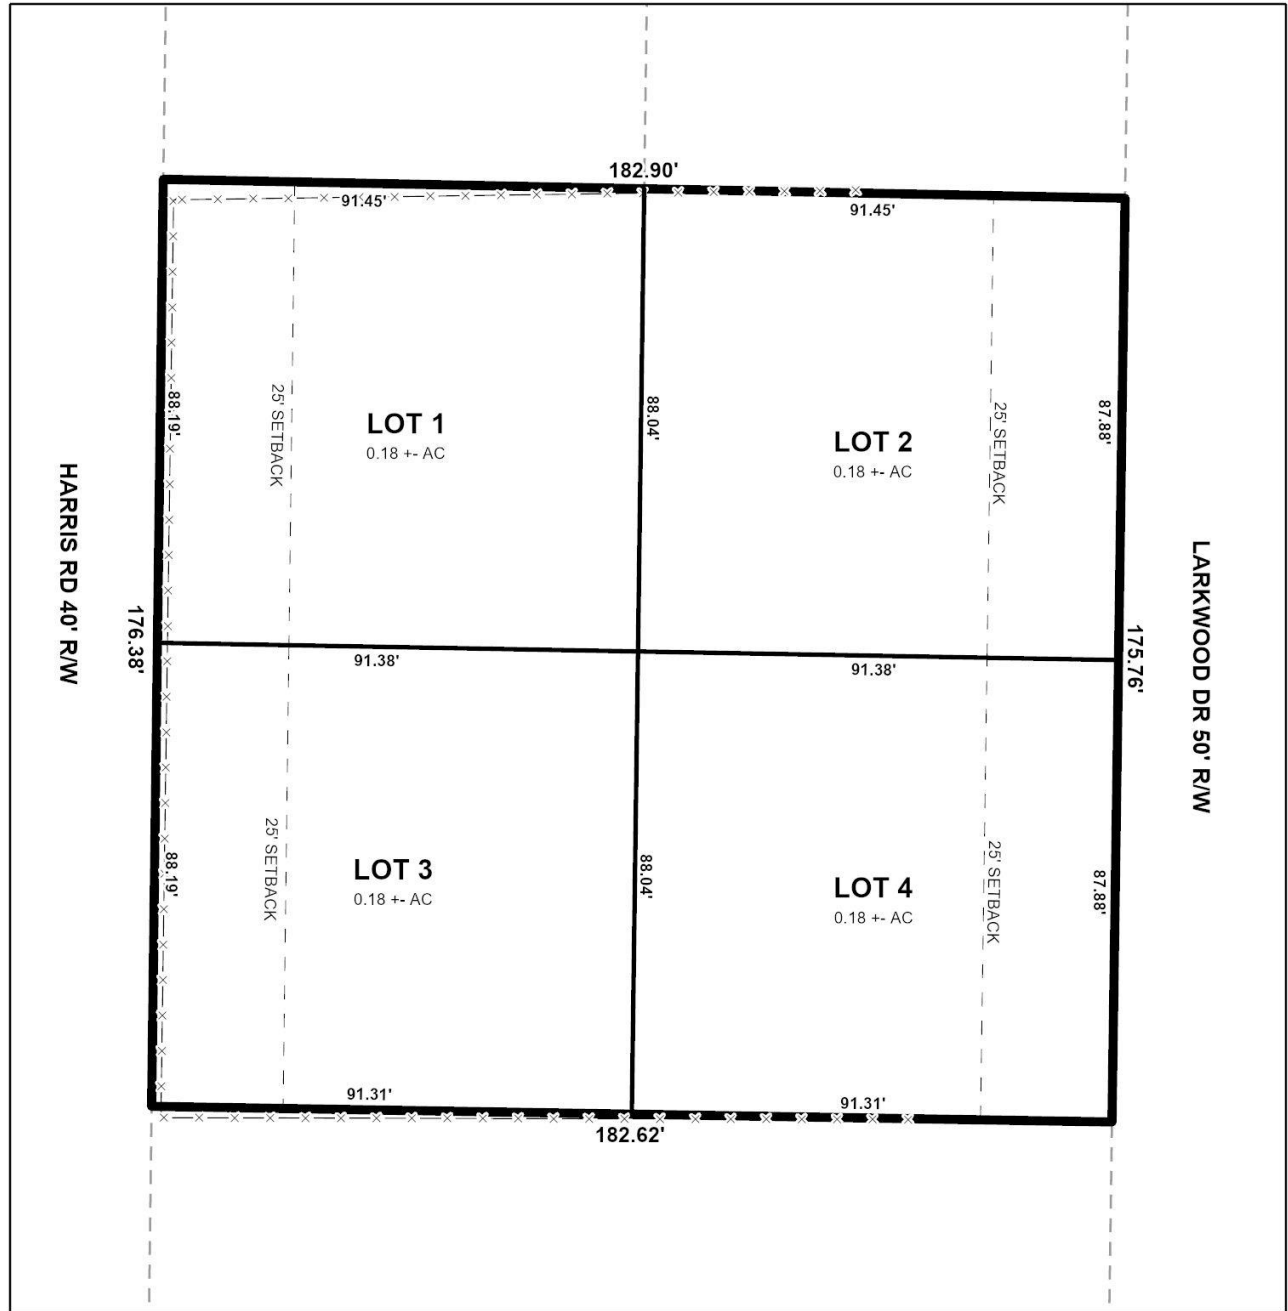 182.90'
91.45'
91.45'
88.19'
25' SETBACK
LOT 1
0.18 +- AC
88.04'
LOT 2
0.18 +- AC
25' SETBACK
87.88'
HARRIS RD 40' R/W
176.38'
91.38'
91.38'
175.76'
LARKWOOD DR 50' R/W
88.19'
25' SETBACK
LOT 3
0.18 +- AC
88.04'
LOT 4
0.18 +- AC
25' SETBACK
87.88'
91.31'
91.31'
182.62'